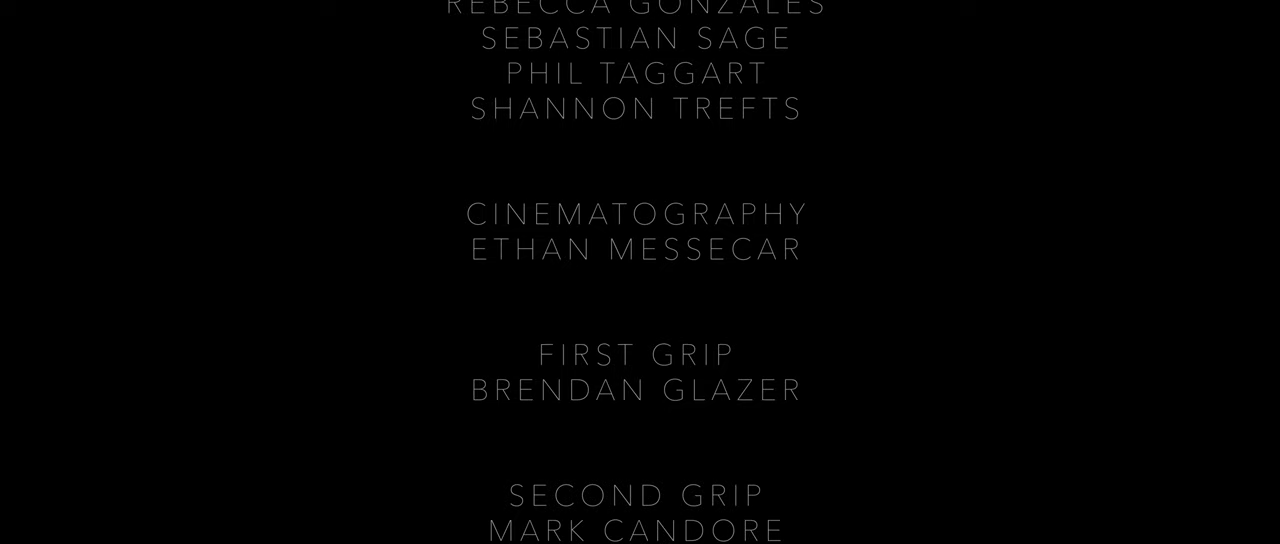 REBECCA GONZALES
SEBASTIAN SAGE
PHIL TAGGART
SHANNON TREFTS
CINEMATOGRAPHY
ETHAN MESSECAR
FIRST GRIP
BRENDAN GLAZER
SECOND GRIP
MARK CANDORE